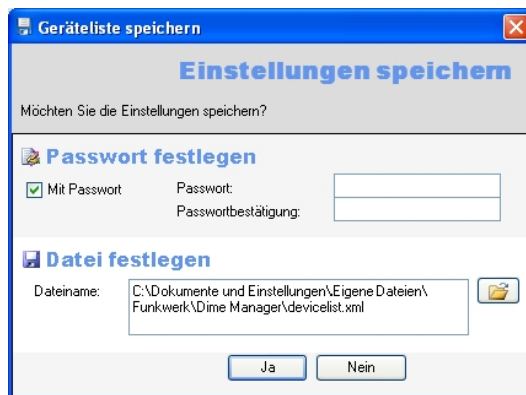 Geräteliste speichern
Einstellungen speichern
Möchten Sie die Einstellungen speichern?
Passwort festlegen
Mit Passwort
Passwort:
Passwortbestätigung:
Datei festlegen
Dateiname:
C:\Dokumente und Einstellungen\Eigene Dateien\
Funkwerk\Dime Manager\devicelist.xml
Ja
Nein